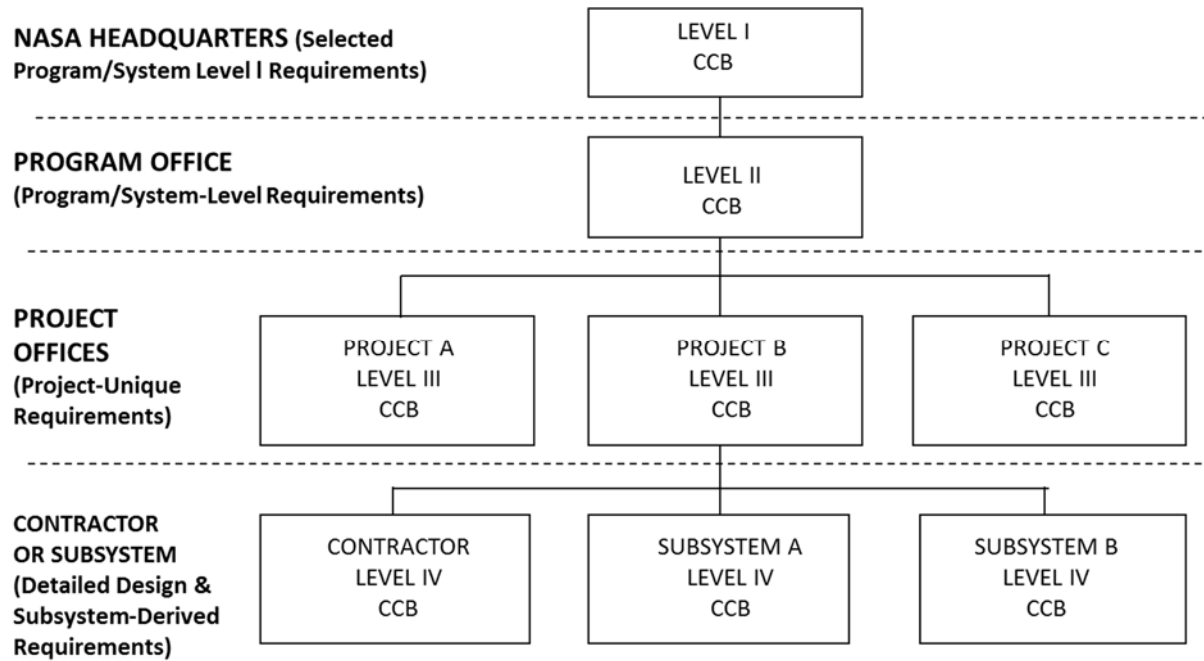 NASA HEADQUARTERS (Selected
Program/System Level l Requirements)
LEVEL I
CCB
PROGRAM OFFICE
(Program/System-Level Requirements)
LEVEL II
CCB
PROJECT
OFFICES
(Project-Unique
Requirements)
PROJECT A
LEVEL III
CCB
PROJECT B
LEVEL III
CCB
PROJECT C
LEVEL III
CCB
CONTRACTOR
OR SUBSYSTEM
(Detailed Design &
Subsystem-Derived
Requirements)
CONTRACTOR
LEVEL IV
CCB
SUBSYSTEM A
LEVEL IV
CCB
SUBSYSTEM B
LEVEL IV
CCB